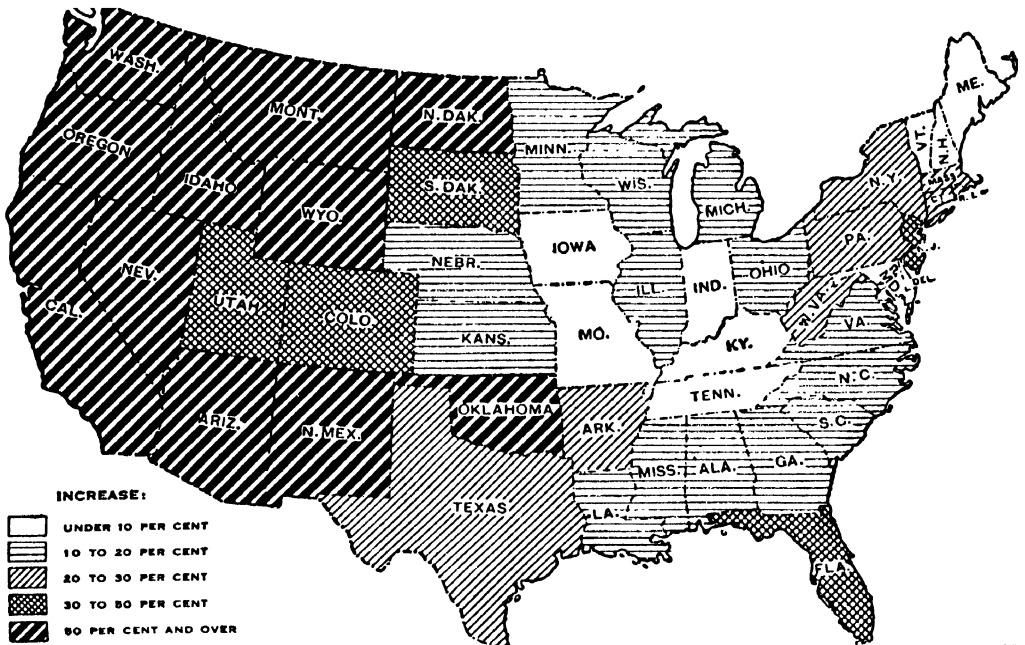 WASH.
MONT.
N. DAK.
MINN.
ME.
VT.
N.H.
OREGON
IDAHO
S. DAK.
WIS.
MICH.
N.Y.
MASS.
R.I.
WYO.
IOWA
NEBR.
PA.
N.J.
NEV.
UTAH
COLO.
ILL.
IND.
OHIO
W. VA.
DEL.
CAL.
KANS.
MO.
KY.
VA.
TENN.
N.C.
ARIZ.
N. MEX.
OKLAHOMA
ARK.
S.C.
MISS.
ALA.
GA.
TEXAS
LA.
FLA.
INCREASE:
UNDER 10 PER CENT
10 TO 20 PER CENT
20 TO 30 PER CENT
30 TO 50 PER CENT
50 PER CENT AND OVER